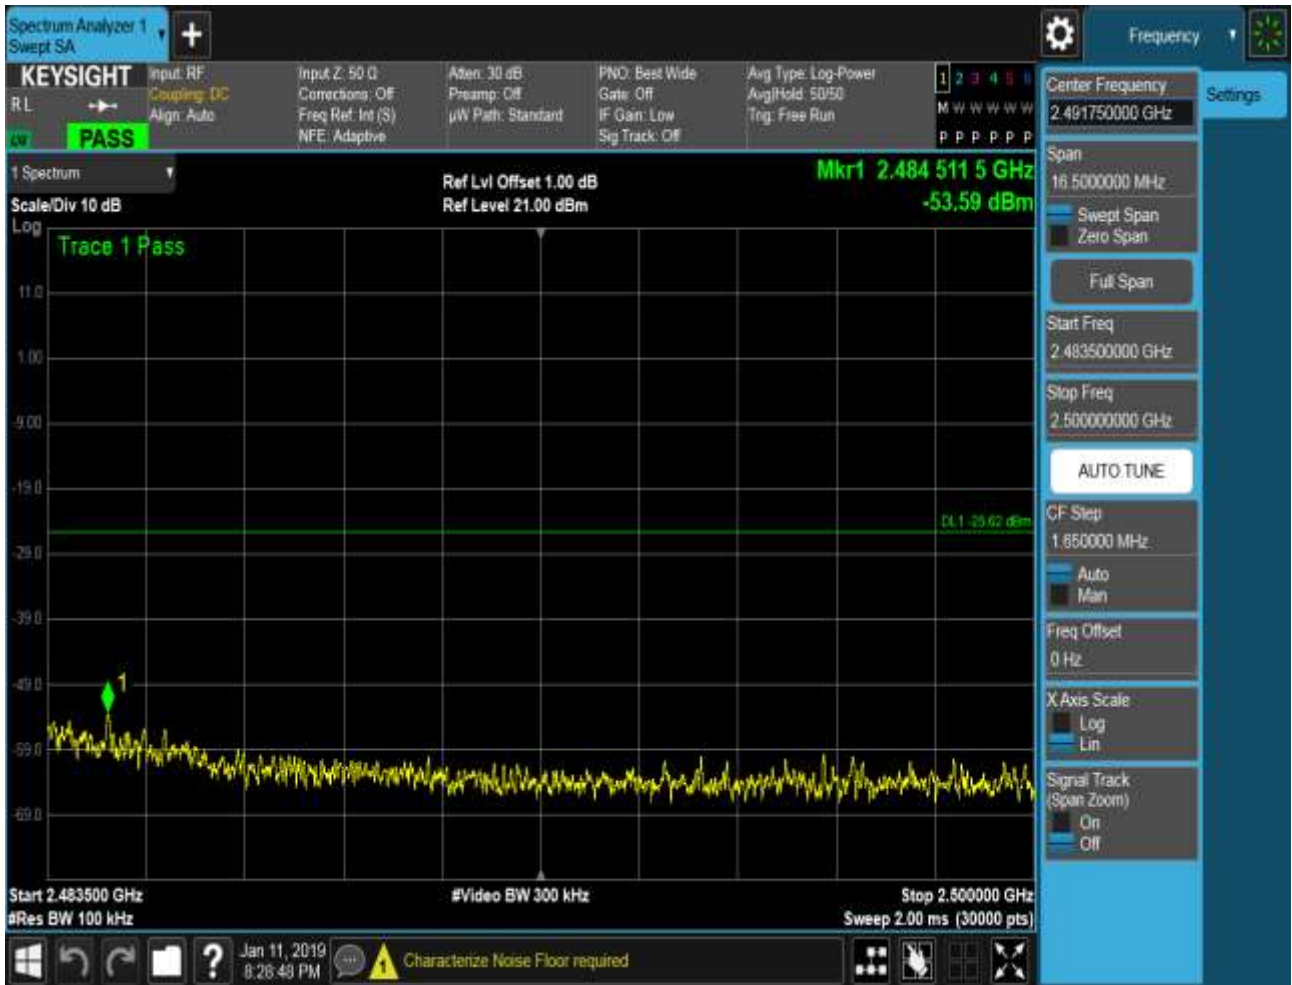 Spectrum Analyzer 1
Swept SA
Frequency
KEYSIGHT
R L
PASS
Input: RF
Coupling: DC
Align: Auto
Input Z: 50 Ω
Corrections: Off
Freq Ref: Int (S)
NFE: Adaptive
Atten: 30 dB
Preamp: Off
µW Path: Standard
PNO: Best Wide
Gate: Off
IF Gain: Low
Sig Track: Off
Avg Type: Log-Power
Avg|Hold: 50/50
Trig: Free Run
1 2 3 4 5 6
M W W W W W
P P P P P P
1 Spectrum
Scale/Div 10 dB
Ref Lvl Offset 1.00 dB
Ref Level 21.00 dBm
Mkr1 2.484 511 5 GHz
-53.59 dBm
Log
Trace 1 Pass
11.0
1.00
-9.00
-19.0
DL1 -25.62 dBm
-29.0
-39.0
-49.0
1
-59.0
-69.0
Start 2.483500 GHz
#Video BW 300 kHz
Stop 2.500000 GHz
#Res BW 100 kHz
Sweep 2.00 ms (30000 pts)
Jan 11, 2019
8:28:48 PM
Characterize Noise Floor required
Center Frequency
2.491750000 GHz
Settings
Span
16.5000000 MHz
Swept Span
Zero Span
Full Span
Start Freq
2.483500000 GHz
Stop Freq
2.500000000 GHz
AUTO TUNE
CF Step
1.650000 MHz
Auto
Man
Freq Offset
0 Hz
X Axis Scale
Log
Lin
Signal Track
(Span Zoom)
On
Off